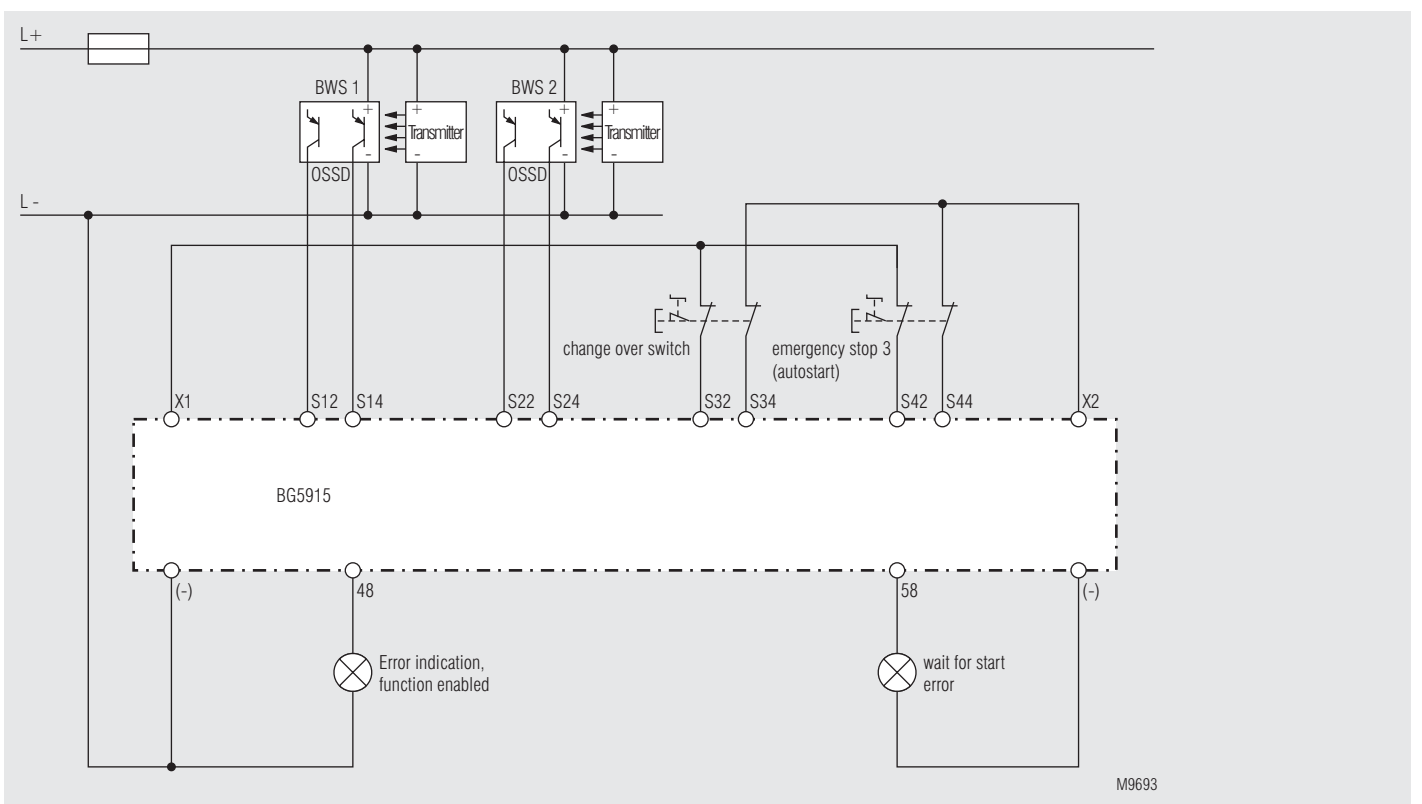 L+
BWS 1
BWS 2
+
+
+
+
Transmitter
Transmitter
-
-
-
-
OSSD
OSSD
L -
change over switch
emergency stop 3
(autostart)
X1
S12
S14
S22
S24
S32
S34
S42
S44
X2
BG5915
(-)
48
58
(-)
Error indication,
function enabled
wait for start
error
M9693